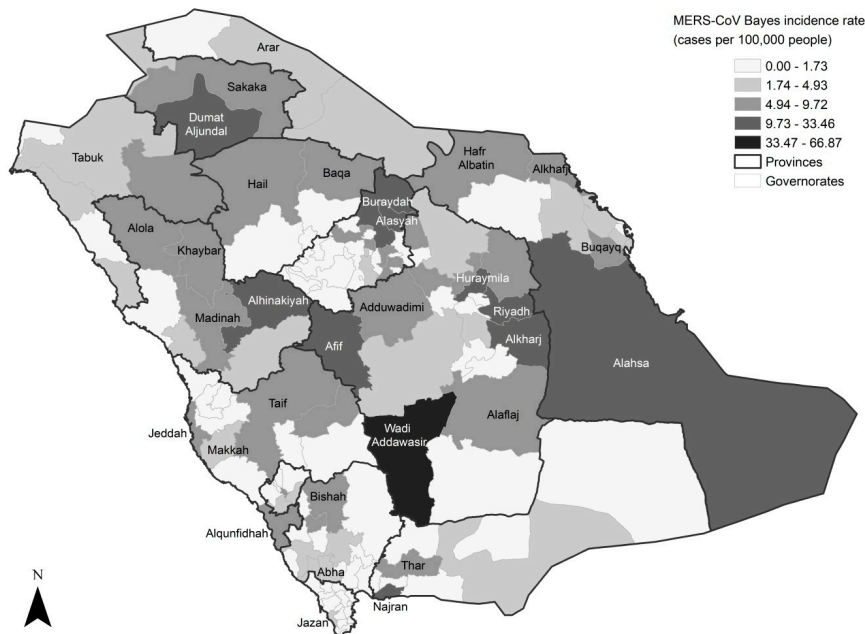 MERS-CoV Bayes incidence rate
(cases per 100,000 people)
0.00 - 1.73
1.74 - 4.93
4.94 - 9.72
9.73 - 33.46
33.47 - 66.87
Provinces
Governorates
Arar
Sakaka
Dumat
Aljundal
Tabuk
Hafr
Albatin
Alkhafj
Hail
Baqa
Buraydah
Alasyah
Alola
Khaybar
Buqayq
Huraymila
Alhinakiyah
Adduwadimi
Madinah
Riyadh
Afif
Alkharj
Alahsa
Taif
Alaflaj
Wadi
Addawasir
Jeddah
Makkah
Bishah
Alqunfidhah
Abha
Thar
Najran
Jazan
N